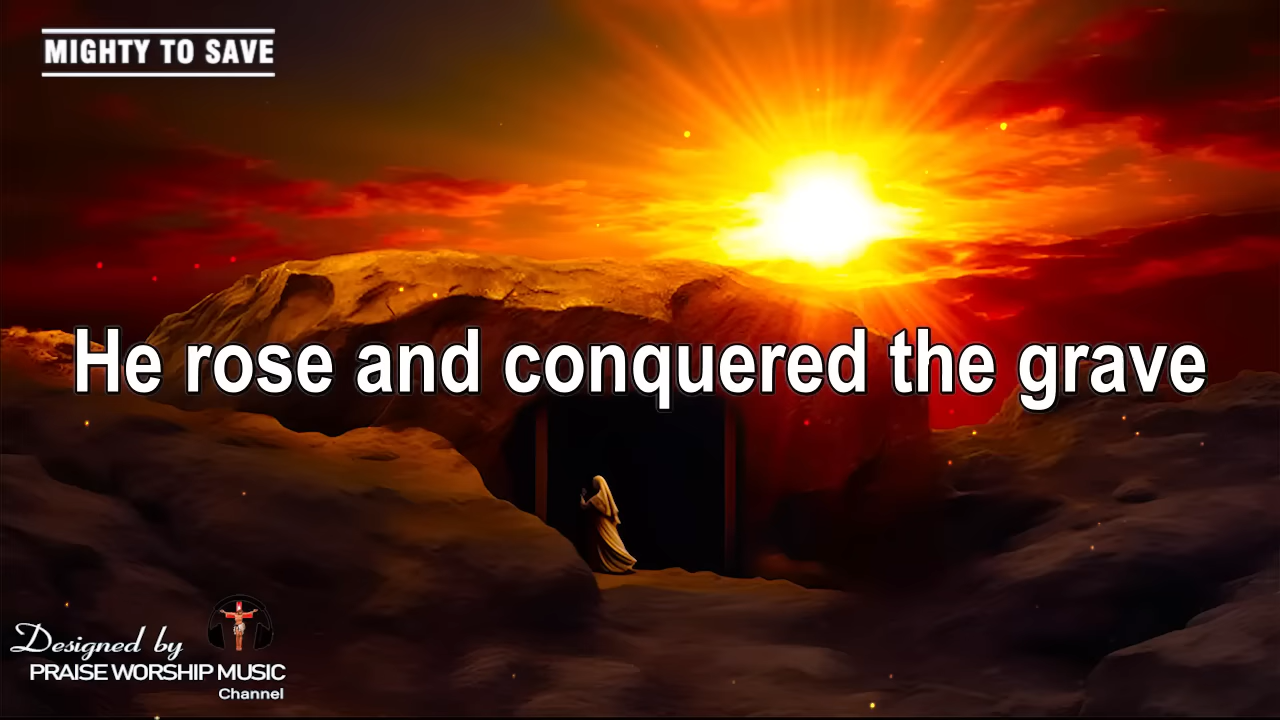 MIGHTY TO SAVE
He rose and conquered the grave
Designed by
PRAISE WORSHIP MUSIC
Channel